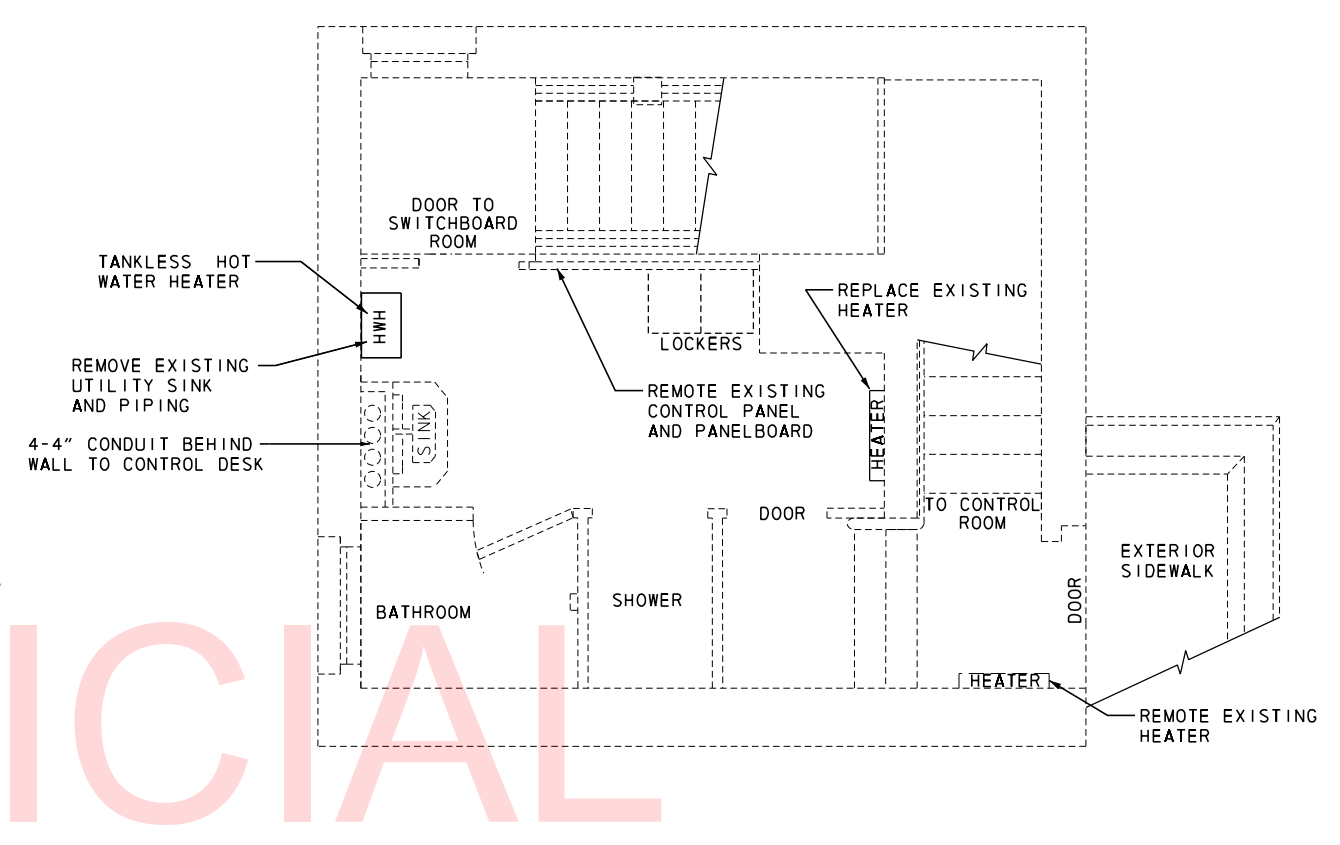 DOOR TO
SWITCHBOARD
ROOM
TANKLESS HOT
WATER HEATER
HWH
REPLACE EXISTING
HEATER
LOCKERS
REMOVE EXISTING
UTILITY SINK
AND PIPING
REMOTE EXISTING
CONTROL PANEL
AND PANELBOARD
HEATER
SINK
4-4" CONDUIT BEHIND
WALL TO CONTROL DESK
DOOR
TO CONTROL
ROOM
EXTERIOR
SIDEWALK
DOOR
SHOWER
BATHROOM
HEATER
REMOTE EXISTING
HEATER
ICIAL